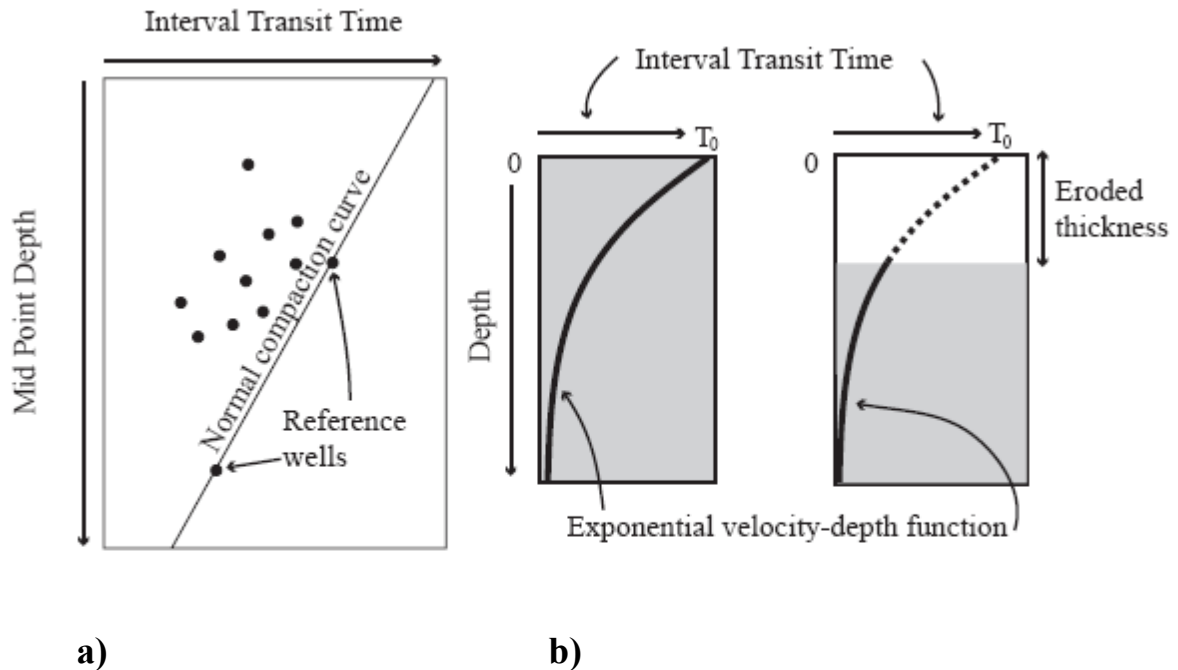 Interval Transit Time
Mid Point Depth
Normal compaction curve
Reference
wells
a)
Interval Transit Time
T₀
0
Depth
T₀
0
Eroded
thickness
Exponential velocity-depth function
b)